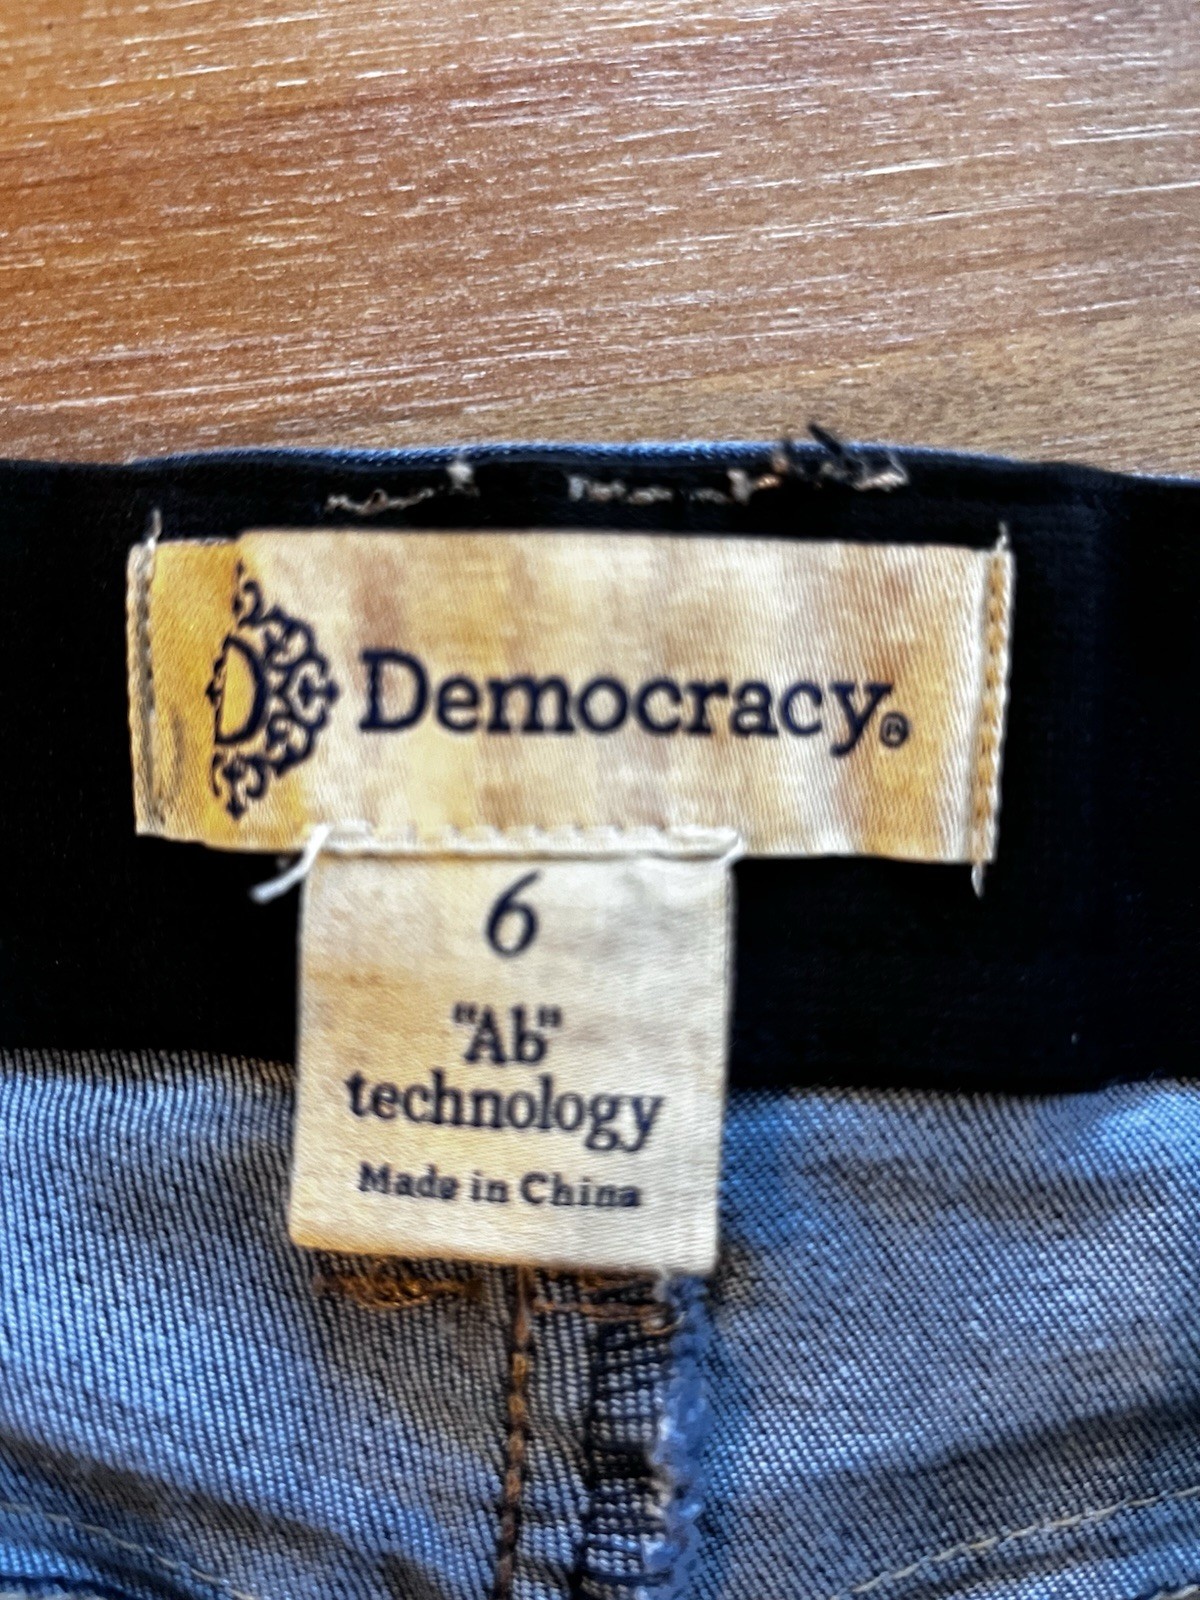 Democracy®
6
"Ab"
technology
Made in China